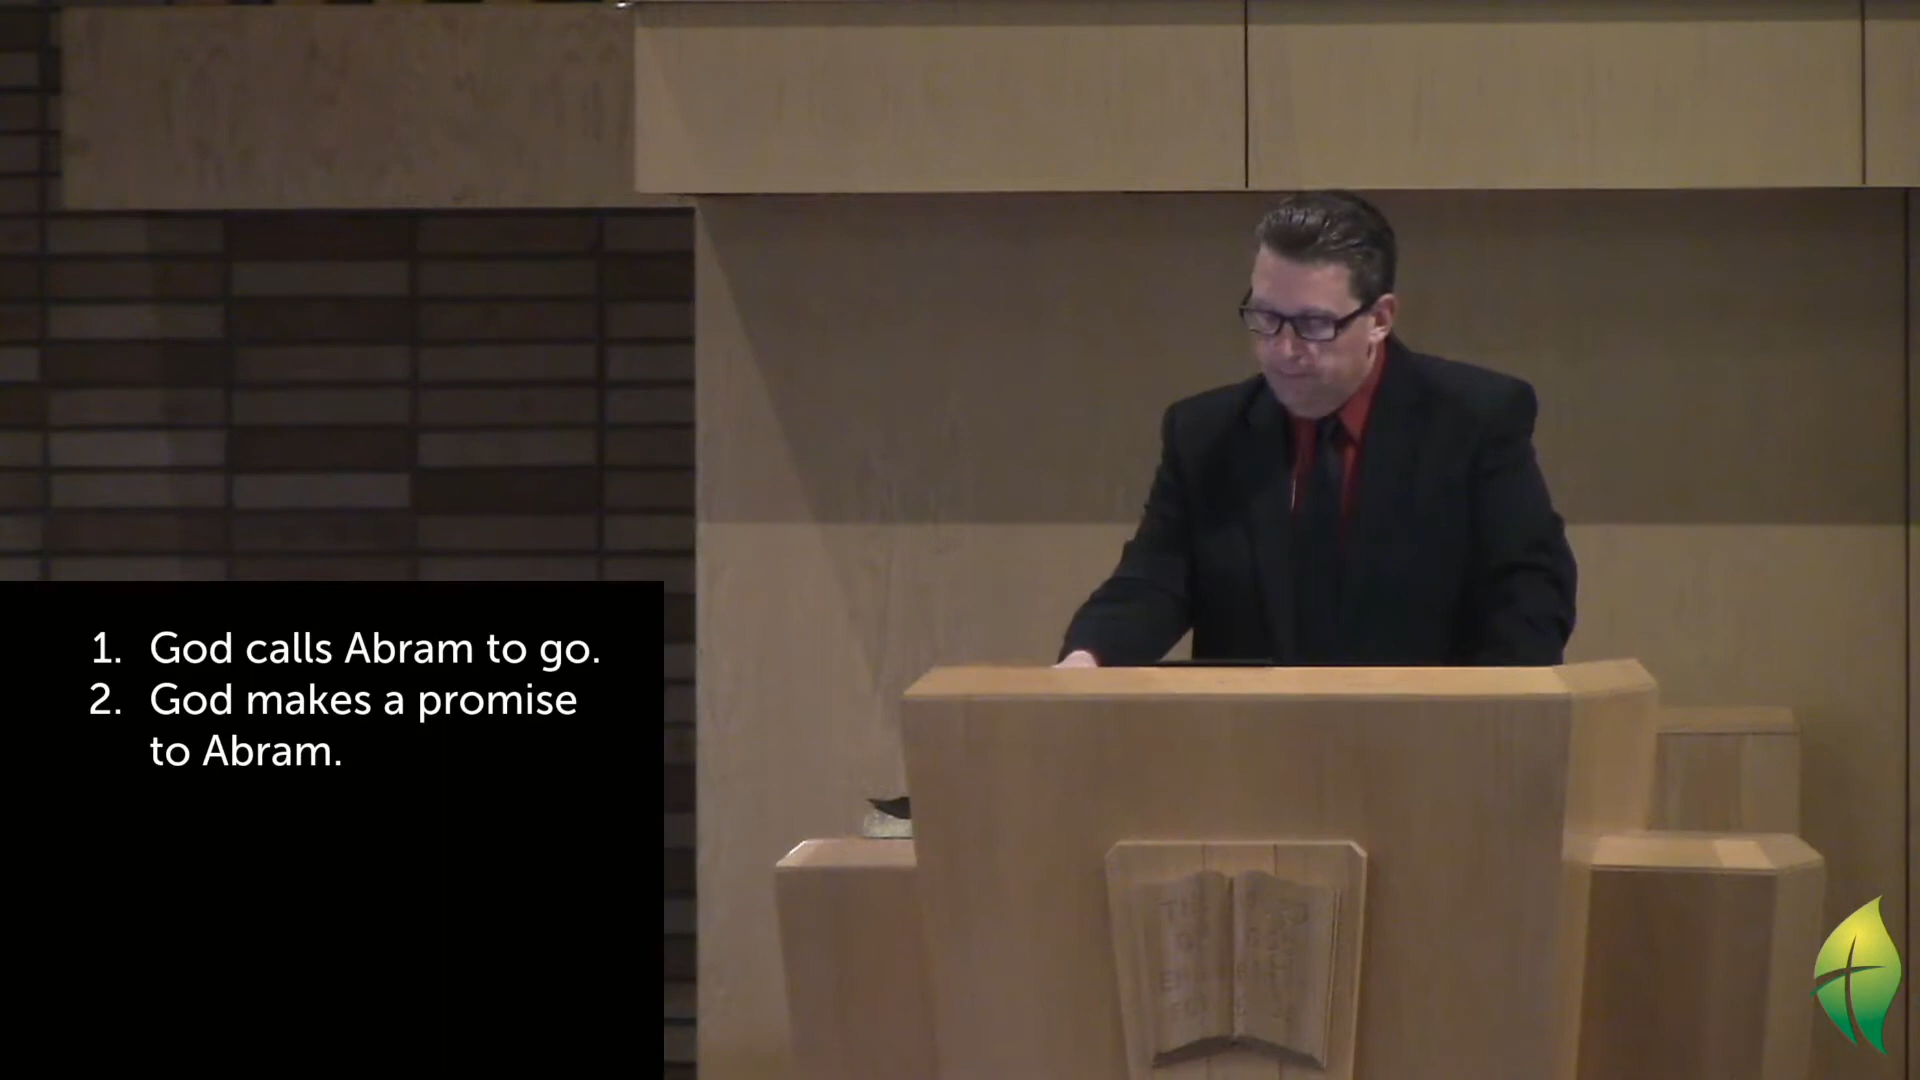 1. God calls Abram to go.
2. God makes a promise
to Abram.